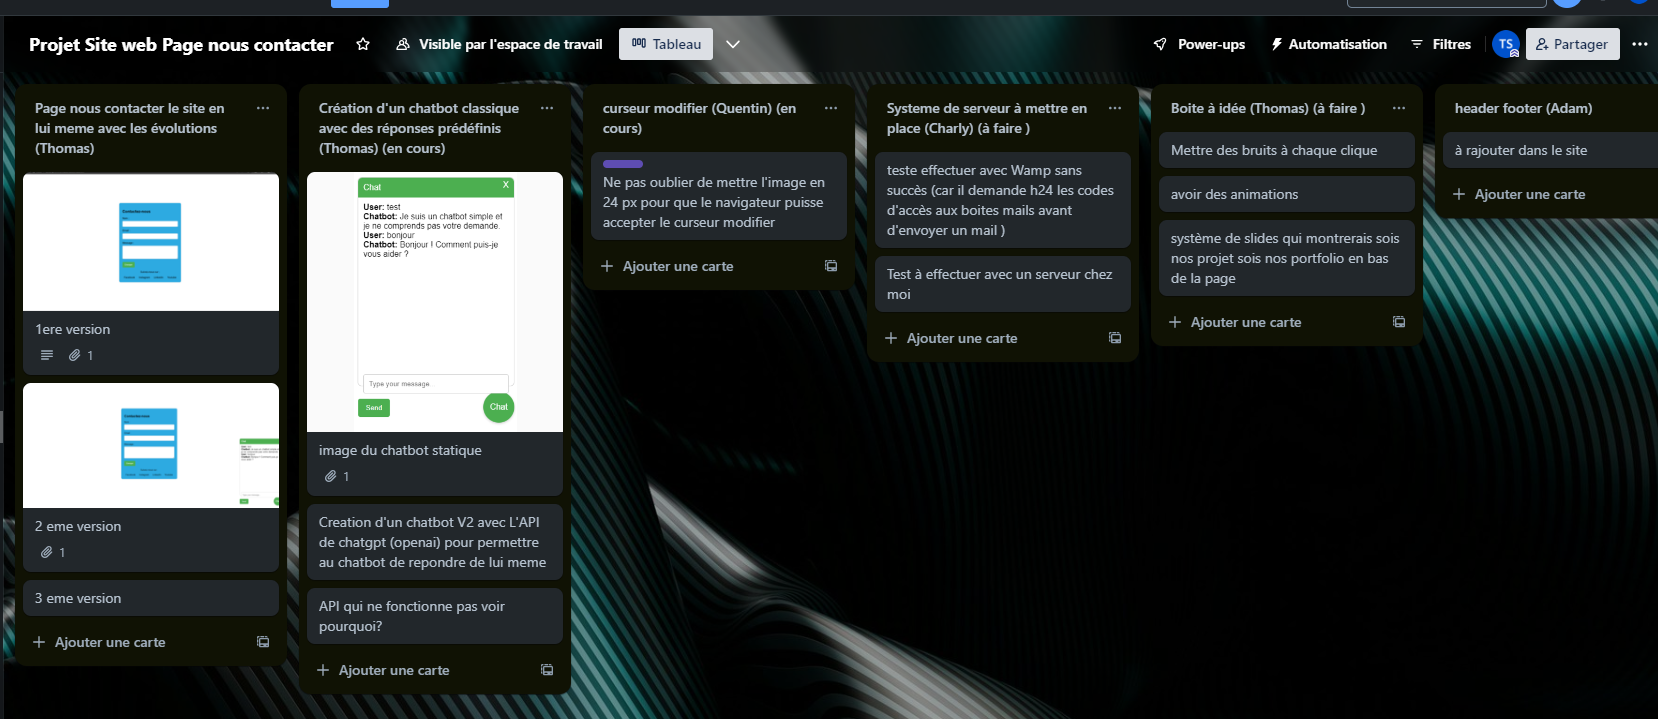 Projet Site web Page nous contacter
Visible par l'espace de travail
Tableau
Power-ups
Automatisation
Filtres
TS
Partager
Page nous contacter le site en
lui meme avec les évolutions
(Thomas)
1ere version
1
2 eme version
1
3 eme version
Ajouter une carte
Création d'un chatbot classique
avec des réponses prédéfinis
(Thomas) (en cours)
Chat
X
User: test
Chatbot: Je suis un chatbot simple et
je ne comprends pas votre demande.
User: bonjour
Chatbot: Bonjour ! Comment puis-je
vous aider ?
Type your message.
Send
Chat
image du chatbot statique
1
Creation d'un chatbot V2 avec L'API
de chatgpt (openai) pour permettre
au chatbot de repondre de lui meme
API qui ne fonctionne pas voir
pourquoi?
Ajouter une carte
curseur modifier (Quentin) (en
cours)
Ne pas oublier de mettre l'image en
24 px pour que le navigateur puisse
accepter le curseur modifier
Ajouter une carte
Systeme de serveur à mettre en
place (Charly) (à faire )
teste effectuer avec Wamp sans
succès (car il demande h24 les codes
d'accès aux boites mails avant
d'envoyer un mail )
Test à effectuer avec un serveur chez
moi
Ajouter une carte
Boite à idée (Thomas) (à faire )
Mettre des bruits à chaque clique
avoir des animations
système de slides qui montrerais sois
nos projet sois nos portfolio en bas
de la page
Ajouter une carte
header footer (Adam)
à rajouter dans le site
Ajouter une carte